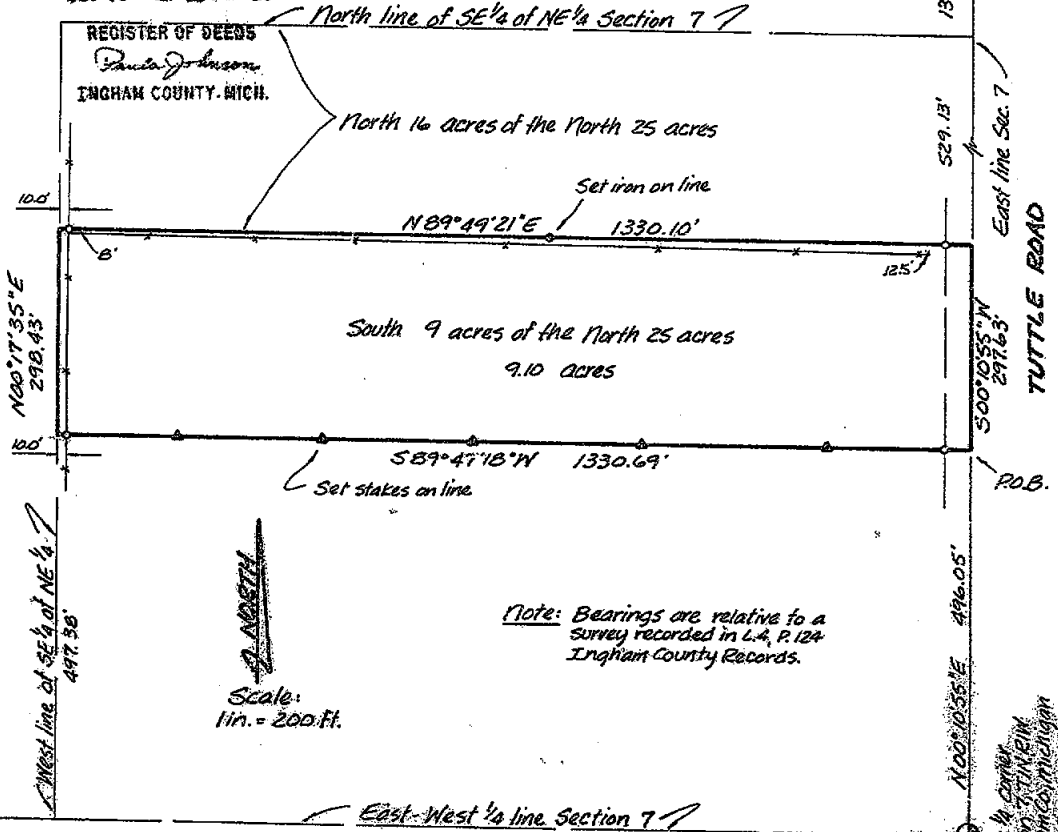 North line of SE¼ of NE¼ Section 7
REGISTER OF DEEDS
Paula Johnson
INGHAM COUNTY-MICH.
North 16 acres of the North 25 acres
529.13'
East line Sec. 7
TUTTLE ROAD
10.0'
Set iron on line
N89°49'21"E 1330.10'
8'
12.5'
N00°17'35"E
298.43'
South 9 acres of the North 25 acres
9.10 acres
S00°10'55"W
297.63'
10.0'
S89°47'18"W 1330.69'
Set stakes on line
P.O.B.
West line of SE¼ of NE¼
497.38'
NORTH
Scale:
1in. = 200 ft.
Note: Bearings are relative to a
survey recorded in L.4, P. 124
Ingham County Records.
N00°10'55"E 496.05'
¼ corner
Michigan
East-West ¼ line Section 7